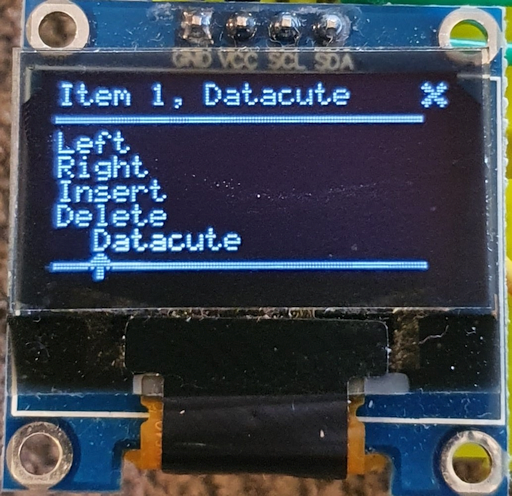 GND VCC SCL SDA
Item 1, Datacute
Left
Right
Insert
Delete
Datacute